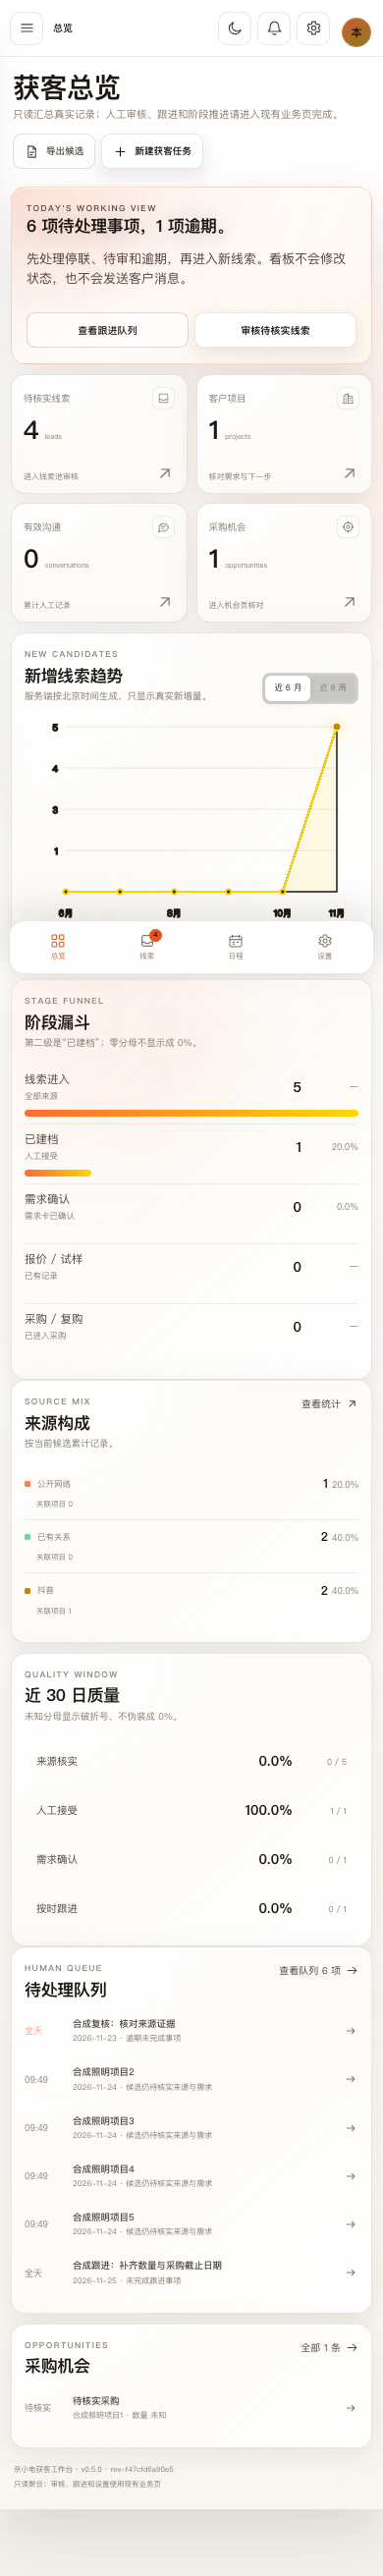 总览
本
获客总览
只读汇总真实记录；人工审核、跟进和阶段推进请进入现有业务页完成。
导出候选
新建获客任务
TODAY'S WORKING VIEW
6 项待处理事项，1 项逾期。
先处理停联、待审和逾期，再进入新线索。看板不会修改
状态，也不会发送客户消息。
查看跟进队列
审核待核实线索
待核实线索
4 leads
进入线索池审核
客户项目
1 projects
核对需求与下一步
有效沟通
0 conversations
累计人工记录
采购机会
1 opportunities
进入机会页核对
NEW CANDIDATES
新增线索趋势
服务端按北京时间生成，只显示真实新增量。
近 6 月
近 8 周
5
4
3
1
6月
8月
10月
11月
总览
线索
4
日程
设置
STAGE FUNNEL
阶段漏斗
第二级是“已建档”；零分母不显示成 0%。
线索进入
全部来源
5
—
已建档
人工接受
1
20.0%
需求确认
需求卡已确认
0
0.0%
报价 / 试样
已有记录
0
—
采购 / 复购
已进入采购
0
—
SOURCE MIX
来源构成
按当前候选累计记录。
查看统计
公开网络
关联项目 0
1 20.0%
已有关系
关联项目 0
2 40.0%
抖音
关联项目 1
2 40.0%
QUALITY WINDOW
近 30 日质量
未知分母显示破折号，不伪装成 0%。
来源核实
0.0%
0 / 5
人工接受
100.0%
1 / 1
需求确认
0.0%
0 / 1
按时跟进
0.0%
0 / 1
HUMAN QUEUE
待处理队列
查看队列 6 项 →
全天
合成复核：核对来源证据
2026-11-23 · 逾期未完成事项
→
09:49
合成照明项目2
2026-11-24 · 候选仍待核实来源与需求
→
09:49
合成照明项目3
2026-11-24 · 候选仍待核实来源与需求
→
09:49
合成照明项目4
2026-11-24 · 候选仍待核实来源与需求
→
09:49
合成照明项目5
2026-11-24 · 候选仍待核实来源与需求
→
全天
合成跟进：补齐数量与采购截止日期
2026-11-25 · 未完成跟进事项
→
OPPORTUNITIES
采购机会
全部 1 条 →
待核实
待核实采购
合成照明项目1 · 数量 未知
→
京小电获客工作台 · v0.5.0 · rev-f47cfd6a90e5
只读聚合；审核、跟进和设置使用现有业务页